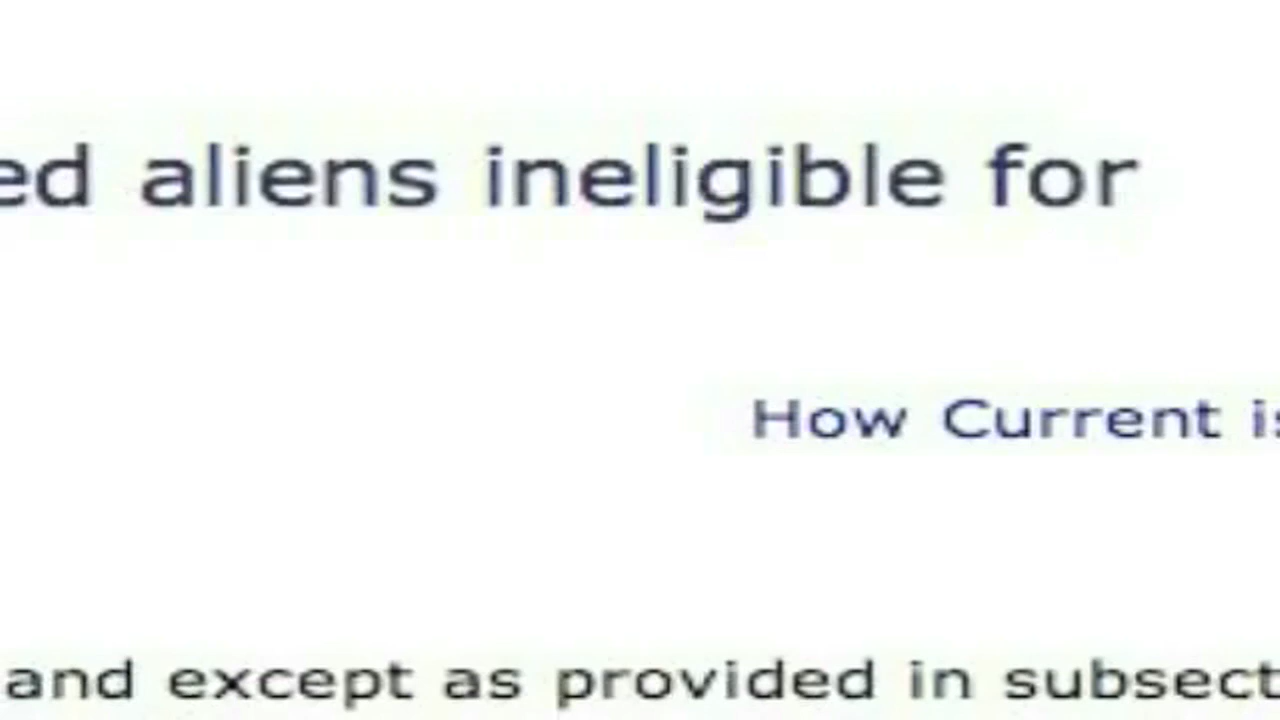 ed aliens ineligible for
How Current is
and except as provided in subsect